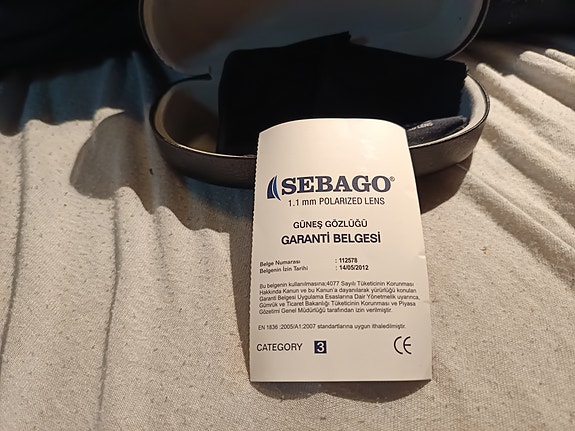 SEBAGO®
1.1 mm POLARIZED LENS
GÜNEŞ GÖZLÜĞÜ
GARANTİ BELGESİ
Belge Numarası : 112578
Belgenin İzin Tarihi : 14/05/2012
Bu belgenin kullanılmasına;4077 Sayılı Tüketicinin Korunması
Hakkında Kanun ve bu Kanun'a dayanılarak yürürlüğü konulan
Garanti Belgesi Uygulama Esaslarına Dair Yönetmelik uyarınca,
Gümrük ve Ticaret Bakanlığı Tüketicinin Korunması ve Piyasa
Gözetimi Genel Müdürlüğü tarafından izin verilmiştir.
EN 1836 :2005/A1:2007 standartlarına uygun ithaledilmiştir.
CATEGORY 3 CE
LENS